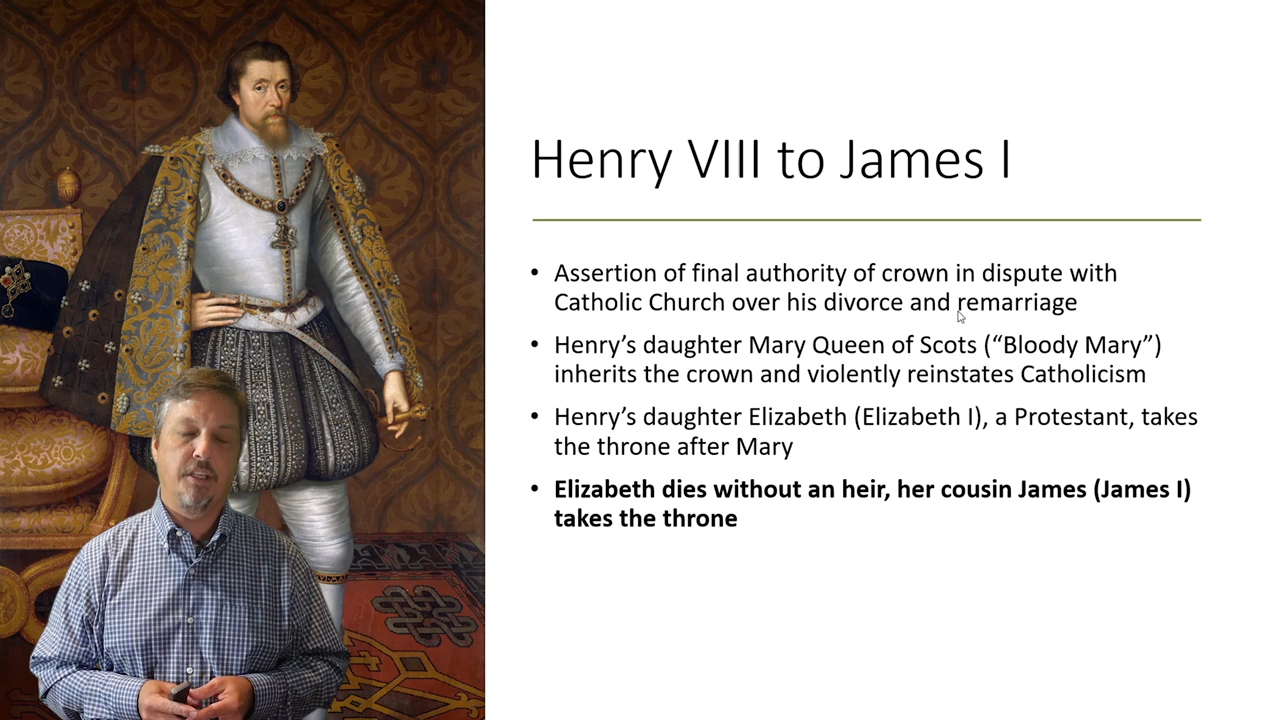 Henry VIII to James I
• Assertion of final authority of crown in dispute with
Catholic Church over his divorce and remarriage
• Henry’s daughter Mary Queen of Scots (“Bloody Mary”)
inherits the crown and violently reinstates Catholicism
• Henry’s daughter Elizabeth (Elizabeth I), a Protestant, takes
the throne after Mary
• Elizabeth dies without an heir, her cousin James (James I)
takes the throne